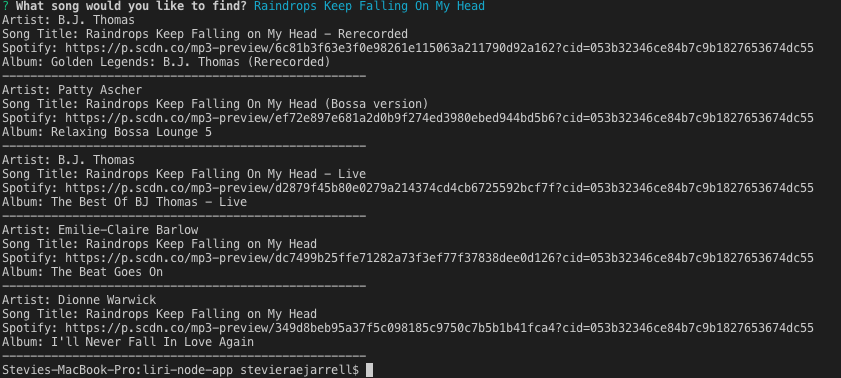 ? What song would you like to find? Raindrops Keep Falling On My Head
Artist: B.J. Thomas
Song Title: Raindrops Keep Falling on My Head - Rerecorded
Spotify: https://p.scdn.co/mp3-preview/6c81b3f63e3f0e98261e115063a211790d92a162?cid=053b32346ce84b7c9b1827653674dc55
Album: Golden Legends: B.J. Thomas (Rerecorded)
----------------------------------------------------
Artist: Patty Ascher
Song Title: Raindrops Keep Falling On My Head (Bossa version)
Spotify: https://p.scdn.co/mp3-preview/ef72e897e681a2d0b9f274ed3980ebed944bd5b6?cid=053b32346ce84b7c9b1827653674dc55
Album: Relaxing Bossa Lounge 5
----------------------------------------------------
Artist: B.J. Thomas
Song Title: Raindrops Keep Falling On My Head - Live
Spotify: https://p.scdn.co/mp3-preview/d2879f45b80e0279a214374cd4cb6725592bcf7f?cid=053b32346ce84b7c9b1827653674dc55
Album: The Best Of BJ Thomas - Live
----------------------------------------------------
Artist: Emilie-Claire Barlow
Song Title: Raindrops Keep Falling on My Head
Spotify: https://p.scdn.co/mp3-preview/dc7499b25ffe71282a73f3ef77f37838dee0d126?cid=053b32346ce84b7c9b1827653674dc55
Album: The Beat Goes On
----------------------------------------------------
Artist: Dionne Warwick
Song Title: Raindrops Keep Falling on My Head
Spotify: https://p.scdn.co/mp3-preview/349d8beb95a37f5c098185c9750c7b5b1b41fca4?cid=053b32346ce84b7c9b1827653674dc55
Album: I'll Never Fall In Love Again
----------------------------------------------------
Stevies-MacBook-Pro:liri-node-app stevieraejarrell$